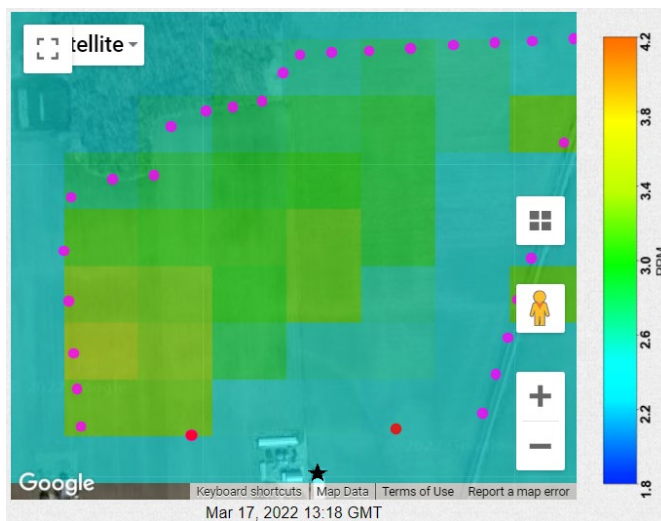 tellite
4.2
3.8
3.4
3.0
PPM
2.6
2.2
1.8
Google
Keyboard shortcuts
Map Data
Terms of Use
Report a map error
Mar 17, 2022 13:18 GMT